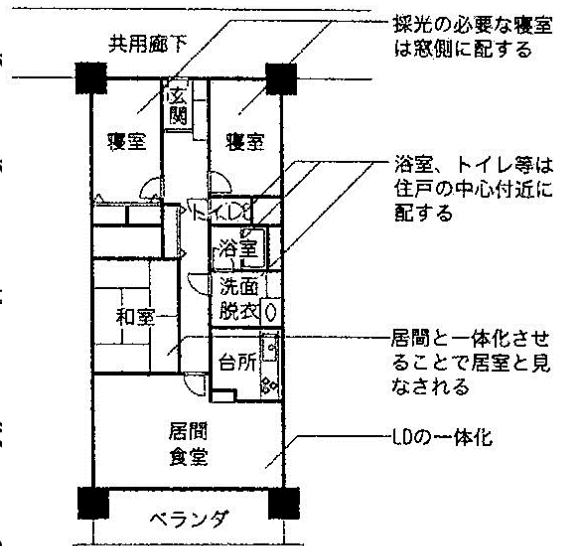 共用廊下
採光の必要な寝室
は窓側に配する
玄
関
寝室
寝室
浴室、トイレ等は
住戸の中心付近に
配する
トイレ
浴室
洗面
脱衣
和室
台所
居間と一体化させ
ることで居室と見
なされる
居間
食堂
LDの一体化
ベランダ